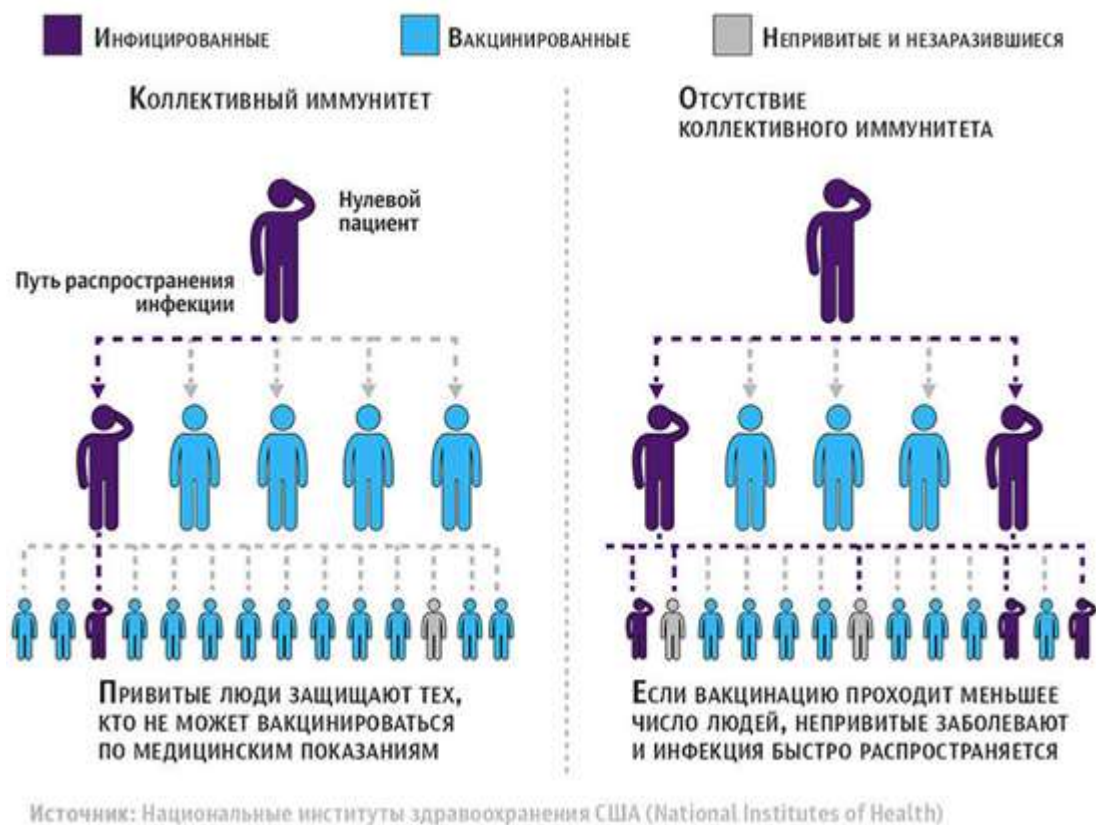 Инфицированные
Вакцинированные
Непривитые и незаразившиеся
Коллективный иммунитет
Отсутствие
коллективного иммунитета
Нулевой
пациент
Путь распространения
инфекции
Привитые люди защищают тех,
кто не может вакцинироваться
по медицинским показаниям
Если вакцинацию проходит меньшее
число людей, непривитые заболевают
и инфекция быстро распространяется
Источник: Национальные институты здравоохранения США (National Institutes of Health)